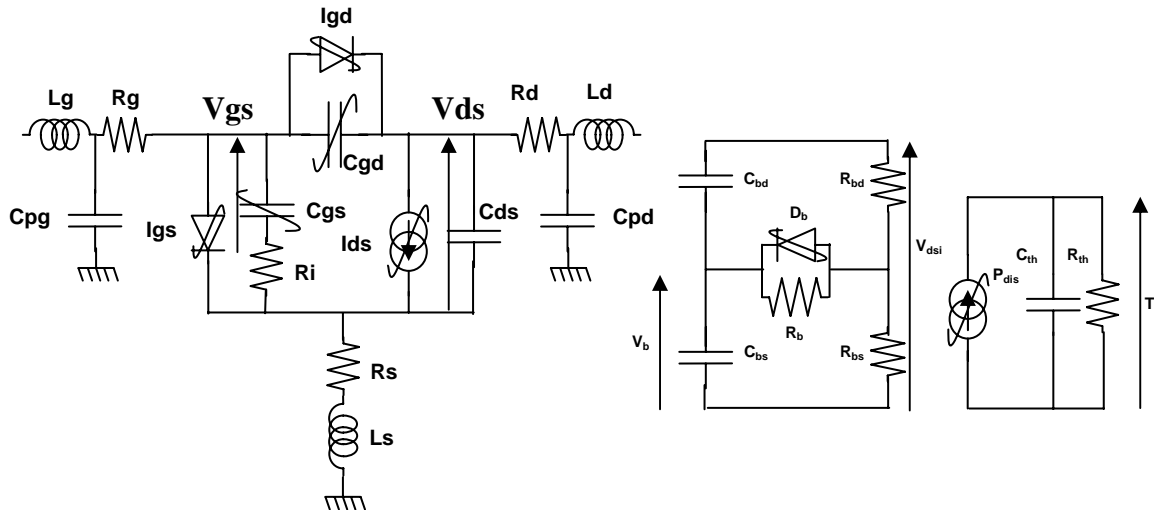 Igd
Lg
Rg
Vgs
Vds
Rd
Ld
Cgd
Cpg
Igs
Cgs
Ri
Ids
Cds
Cpd
Rs
Ls
Cbd
Rbd
Db
Vdsi
Rb
Vb
Cbs
Rbs
Pdis
Cth
Rth
T